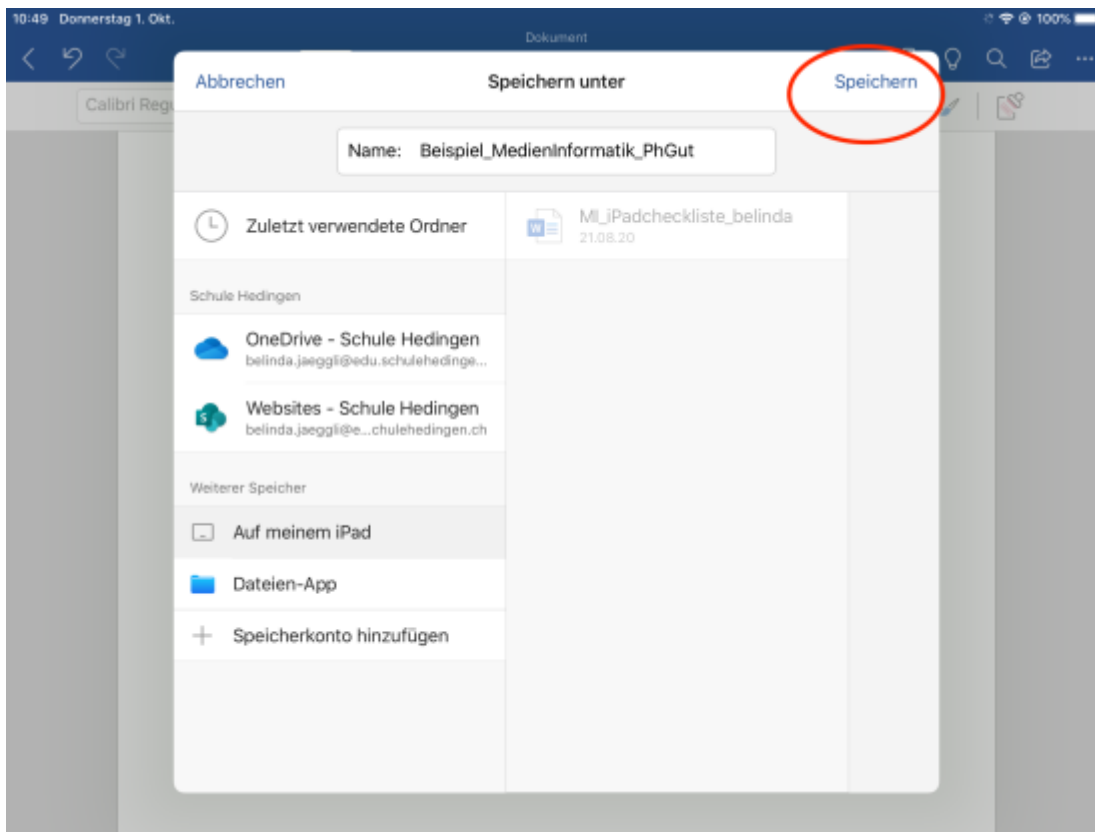 10:49 Donnerstag 1. Okt.
100%
Dokument
Abbrechen
Speichern unter
Speichern
Calibri Regu
Name: Beispiel_MedienInformatik_PhGut
Zuletzt verwendete Ordner
MI_iPadcheckliste_belinda
21.08.20
Schule Hedingen
OneDrive - Schule Hedingen
belinda.jaeggli@edu.schulehedinge...
Websites - Schule Hedingen
belinda.jaeggli@e...chulehedingen.ch
Weiterer Speicher
Auf meinem iPad
Dateien-App
Speicherkonto hinzufügen